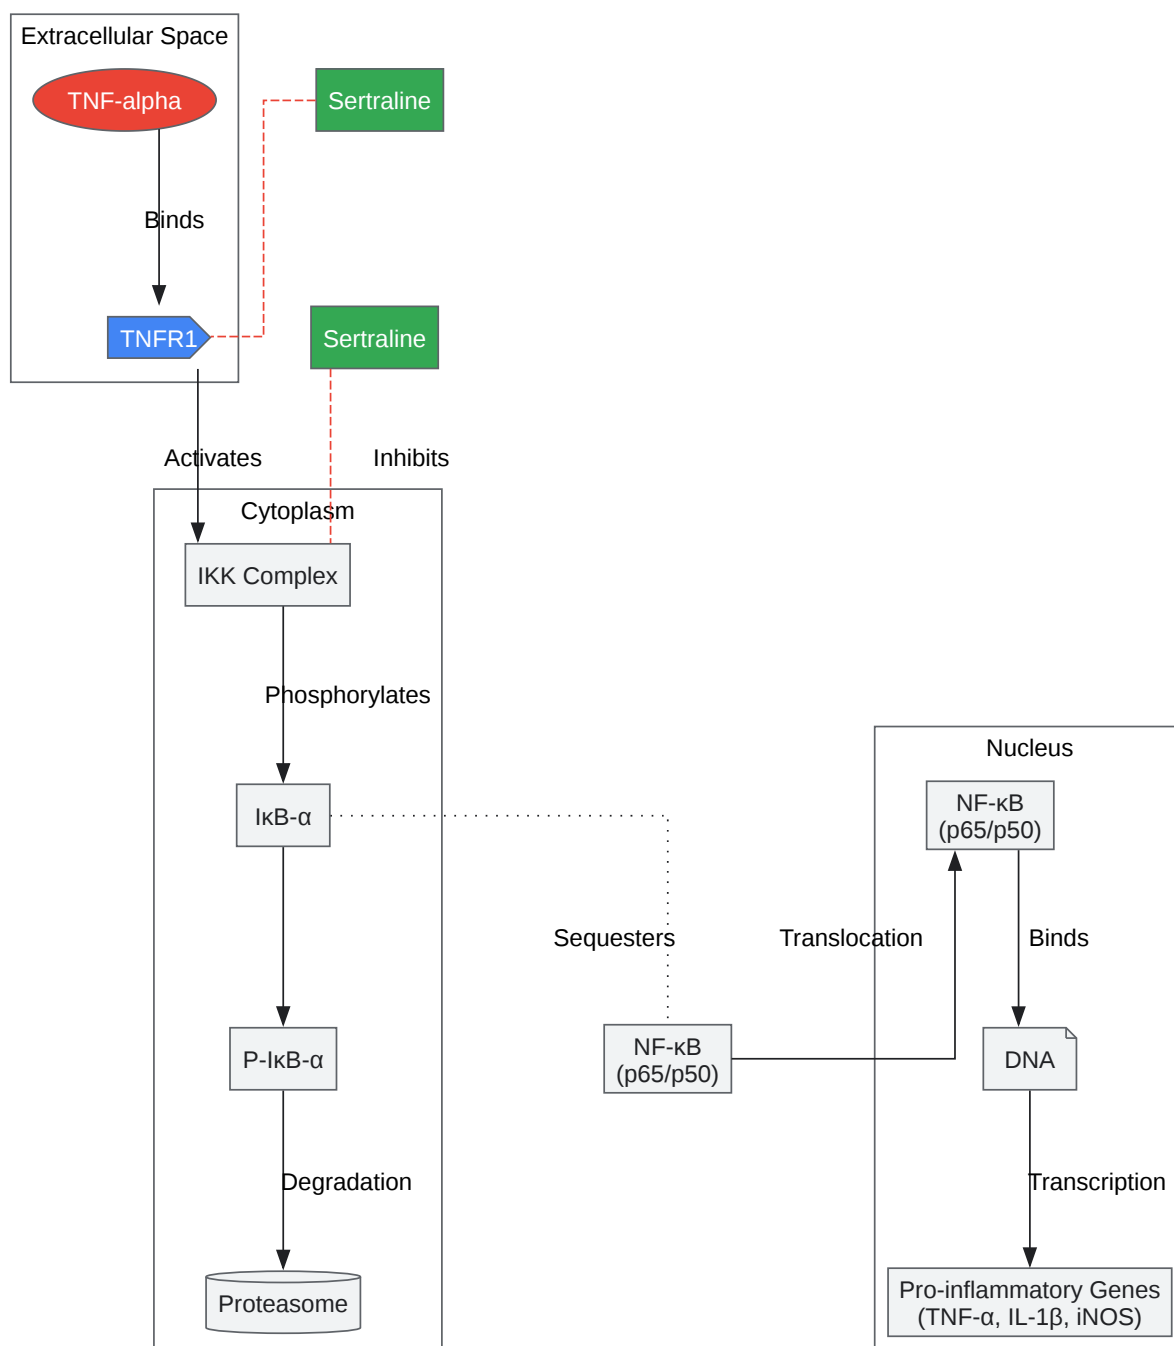 Extracellular Space
TNF-alpha
Sertraline
Binds
TNFR1
Sertraline
Activates
Inhibits
Cytoplasm
IKK Complex
Phosphorylates
IκB-α
Nucleus
NF-κB
(p65/p50)
Sequesters
Translocation
Binds
P-IκB-α
NF-κB
(p65/p50)
DNA
Degradation
Transcription
Proteasome
Pro-inflammatory Genes
(TNF-α, IL-1β, iNOS)